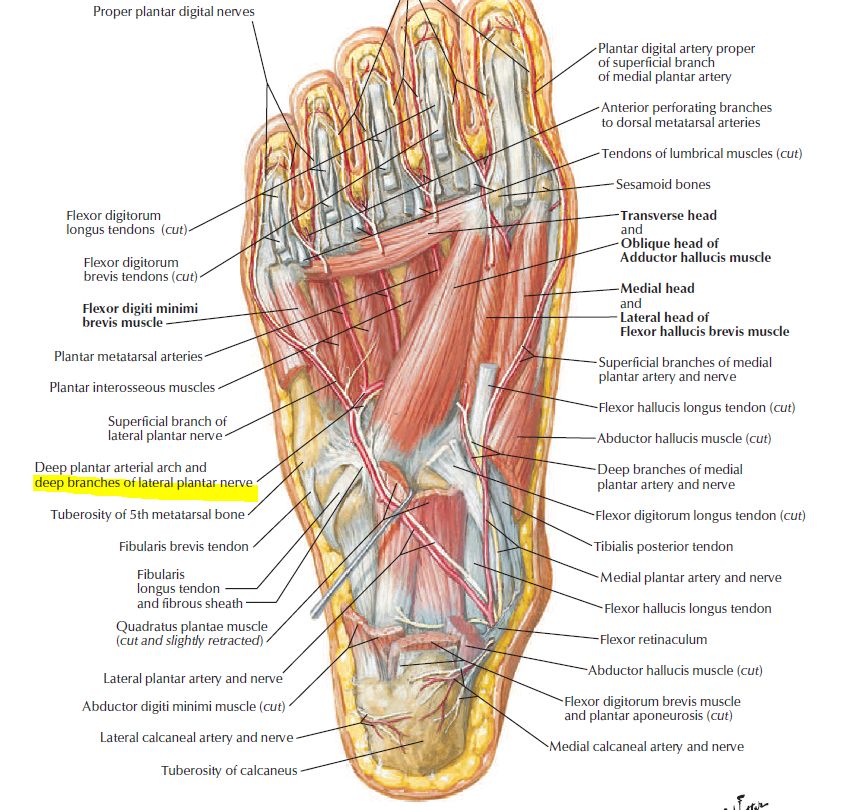 Proper plantar digital nerves
Flexor digitorum
longus tendons (cut)
Flexor digitorum
brevis tendons (cut)
Flexor digiti minimi
brevis muscle
Plantar metatarsal arteries
Plantar interosseous muscles
Superficial branch of
lateral plantar nerve
Deep plantar arterial arch and
deep branches of lateral plantar nerve
Tuberosity of 5th metatarsal bone
Fibularis brevis tendon
Fibularis
longus tendon
and fibrous sheath
Quadratus plantae muscle
(cut and slightly retracted)
Lateral plantar artery and nerve
Abductor digiti minimi muscle (cut)
Lateral calcaneal artery and nerve
Tuberosity of calcaneus
Plantar digital artery proper
of superficial branch
of medial plantar artery
Anterior perforating branches
to dorsal metatarsal arteries
Tendons of lumbrical muscles (cut)
Sesamoid bones
Transverse head
and
Oblique head of
Adductor hallucis muscle
Medial head
and
Lateral head of
Flexor hallucis brevis muscle
Superficial branches of medial
plantar artery and nerve
Flexor hallucis longus tendon (cut)
Abductor hallucis muscle (cut)
Deep branches of medial
plantar artery and nerve
Flexor digitorum longus tendon (cut)
Tibialis posterior tendon
Medial plantar artery and nerve
Flexor hallucis longus tendon
Flexor retinaculum
Abductor hallucis muscle (cut)
Flexor digitorum brevis muscle
and plantar aponeurosis (cut)
Medial calcaneal artery and nerve